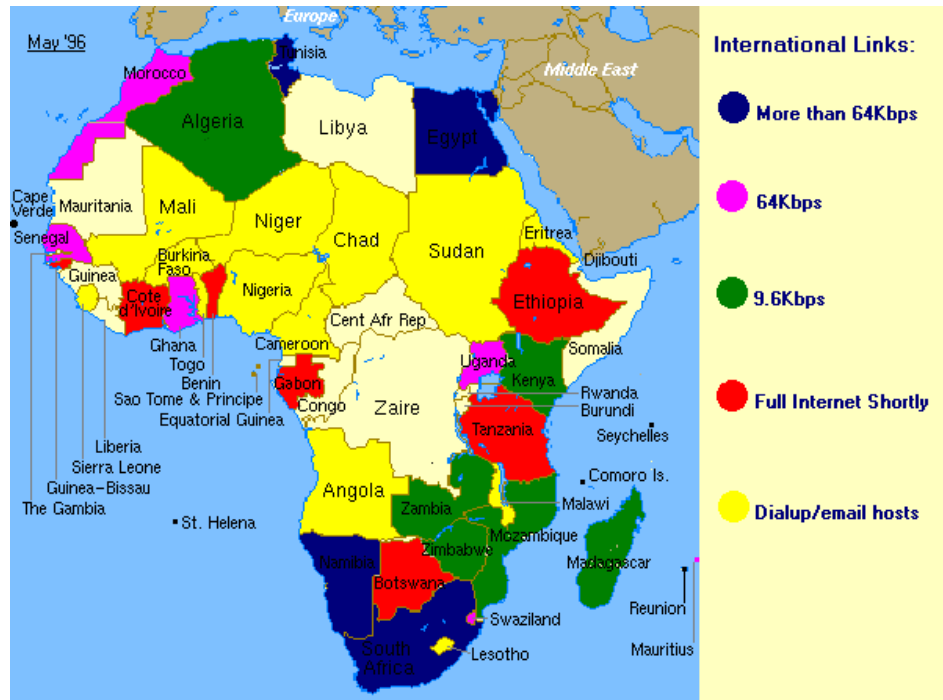 Europe
May '96
Tunisia
Morocco
Middle East
Algeria
Libya
Egypt
Cape
Verde
Mauritania
Mali
Niger
Chad
Sudan
Eritrea
Senegal
Djibouti
Guinea
Burkina
Faso
Nigeria
Ethiopia
Cote
d'Ivoire
Cent Afr Rep
Ghana
Togo
Benin
Cameroon
Somalia
Uganda
Kenya
Sao Tome & Principe
Gabon
Rwanda
Equatorial Guinea
Congo
Zaire
Burundi
Tanzania
Seychelles
Liberia
Sierra Leone
Guinea-Bissau
The Gambia
Comoro Is.
Angola
Malawi
Zambia
St. Helena
Mozambique
Zimbabwe
Madagascar
Namibia
Botswana
Reunion
Swaziland
Mauritius
South
Africa
Lesotho
International Links:
More than 64Kbps
64Kbps
9.6Kbps
Full Internet Shortly
Dialup/email hosts